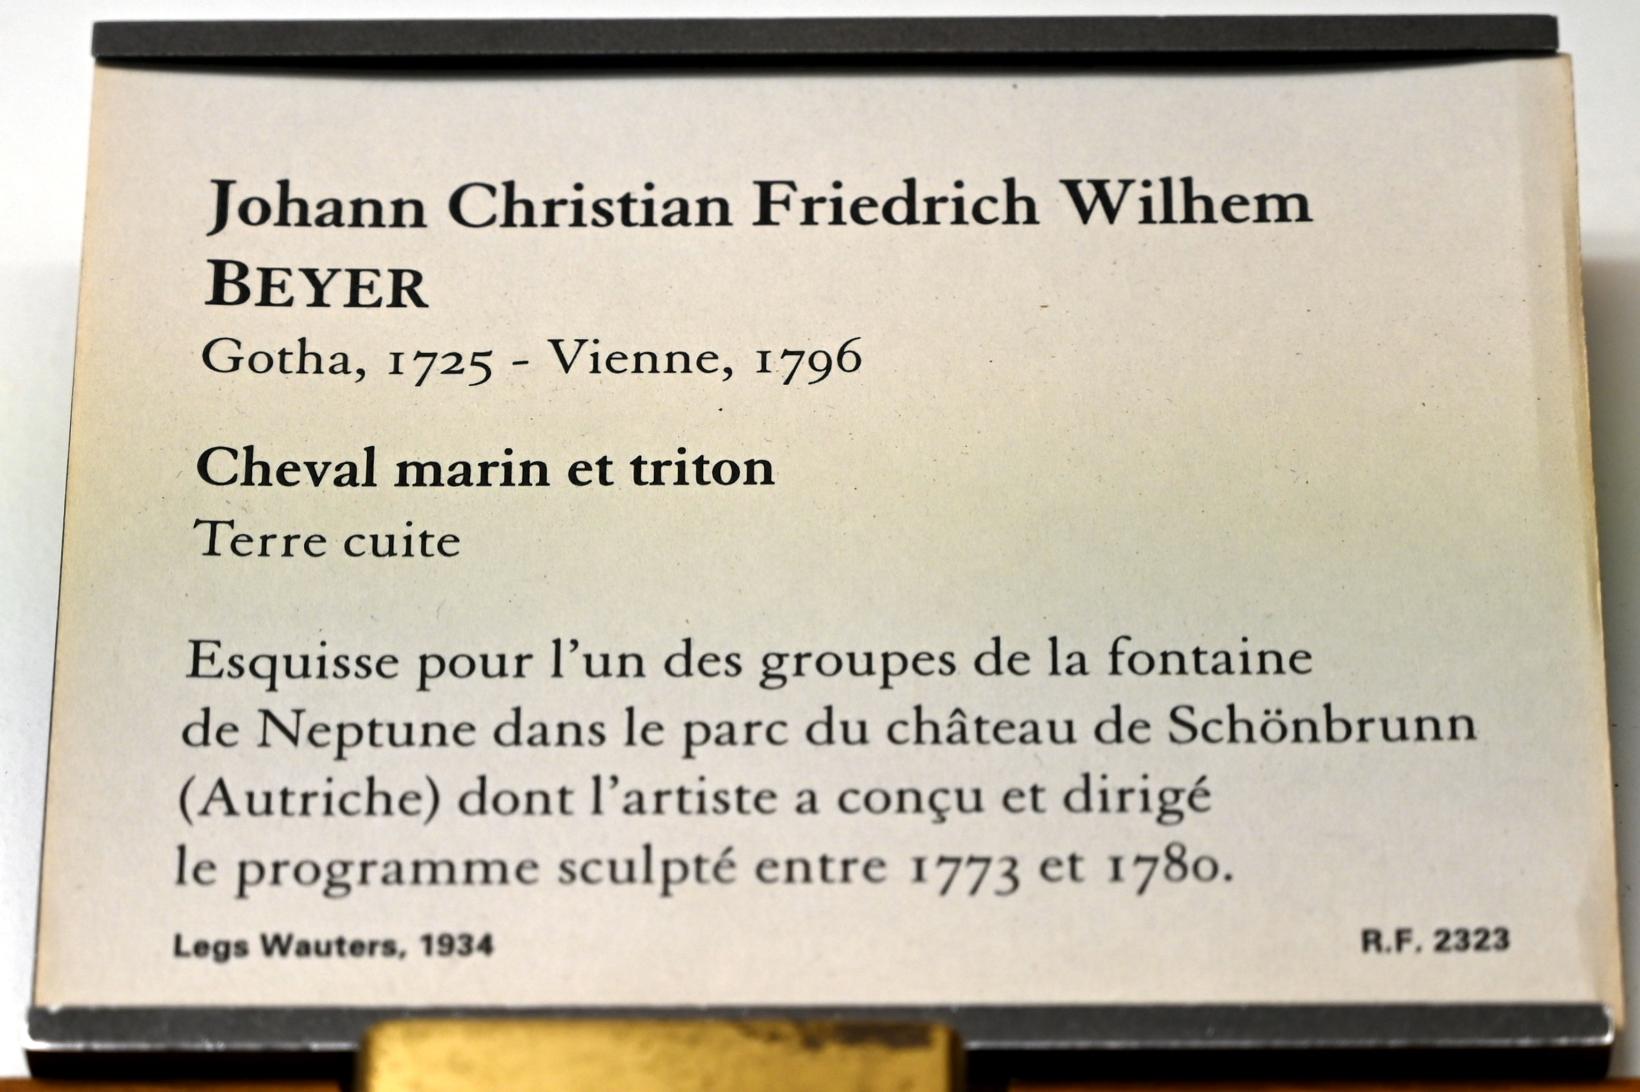 Johann Christian Friedrich Wilhem
BEYER
Gotha, 1725 - Vienne, 1796
Cheval marin et triton
Terre cuite
Esquisse pour l'un des groupes de la fontaine
de Neptune dans le parc du château de Schönbrunn
(Autriche) dont l'artiste a conçu et dirigé
le programme sculpté entre 1773 et 1780.
Legs Wauters, 1934 R.F. 2323